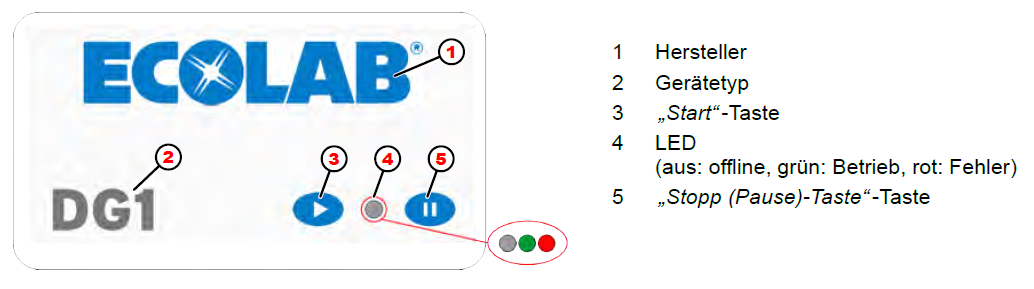 ECOLAB®
1
2
3
4
5
DG1
1 Hersteller
2 Gerätetyp
3 „Start“-Taste
4 LED
(aus: offline, grün: Betrieb, rot: Fehler)
5 „Stopp (Pause)-Taste“-Taste